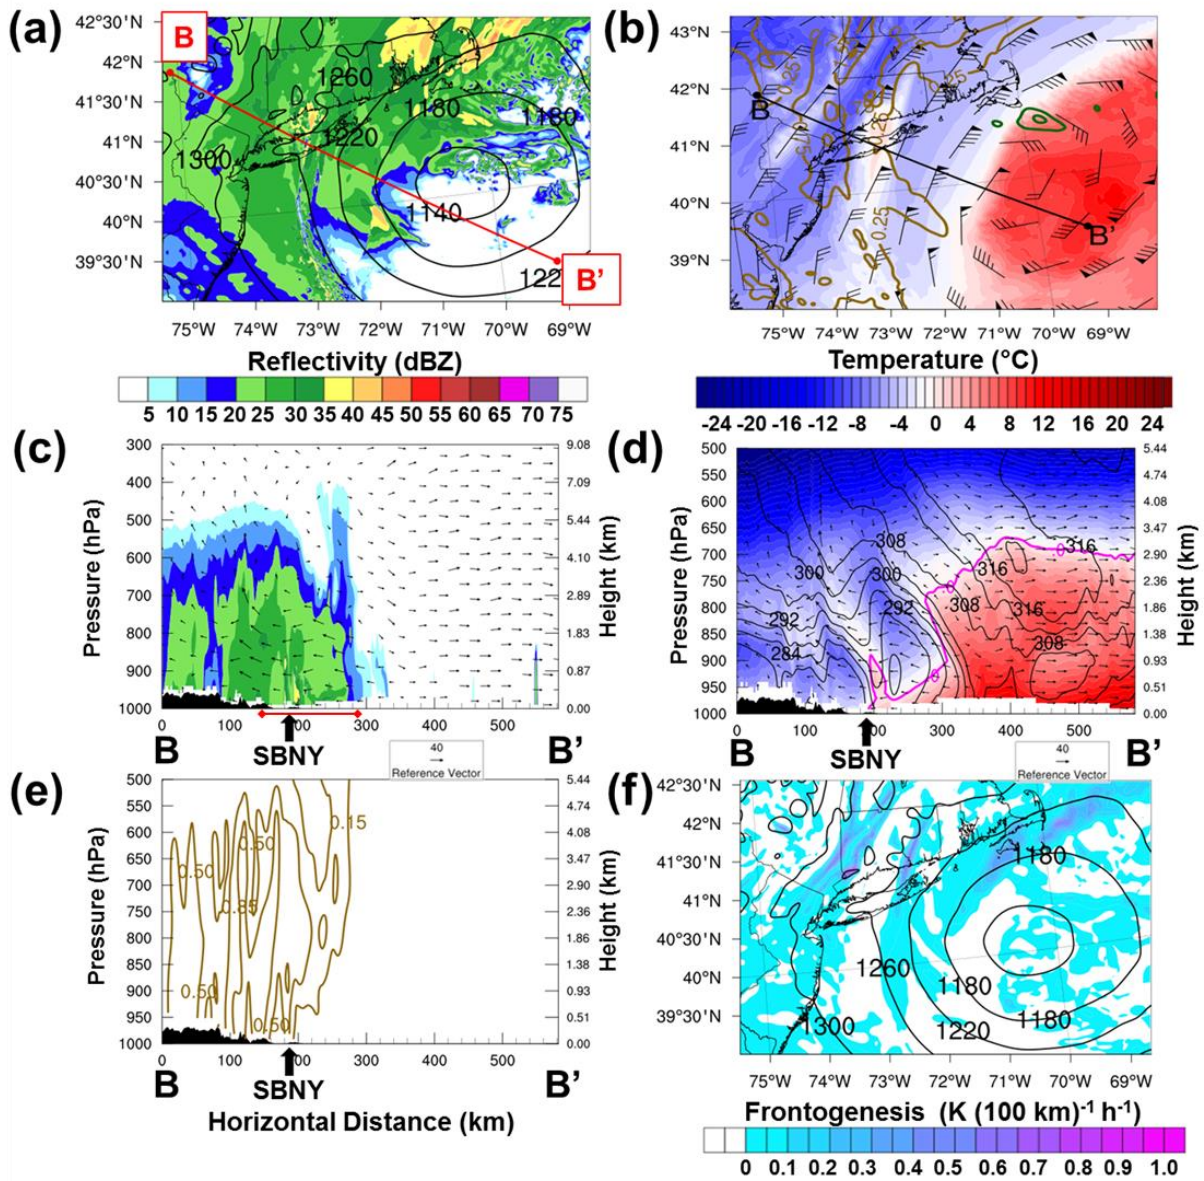 (a)
42°30'N
42°N
41°30'N
41°N
40°30'N
40°N
39°30'N
B
1260
1180
1180
1220
1300
1140
122
B'
75°W 74°W 73°W 72°W 71°W 70°W 69°W
Reflectivity (dBZ)
5 10 15 20 25 30 35 40 45 50 55 60 65 70 75
(b)
43°N
42°N
41°N
40°N
39°N
B
0.25
B'
75°W 74°W 73°W 72°W 71°W 70°W 69°W
Temperature (°C)
-24 -20 -16 -12 -8 -4 0 4 8 12 16 20 24
(c)
Pressure (hPa)
300
400
500
600
700
800
900
1000
0 100 200 300 400 500
9.08
7.09
5.44
4.10
2.89
1.83
0.87
0.00
Height (km)
B
SBNY
B'
40
Reference Vector
(d)
Pressure (hPa)
500
550
600
650
700
750
800
850
900
950
1000
308
300
300
292
292
284
316
316
308
316
308
0
0
0 100 300 400 500
5.44
4.74
4.08
3.47
2.90
2.36
1.86
1.38
0.93
0.51
0.00
Height (km)
B
SBNY
B'
40
Reference Vector
(e)
Pressure (hPa)
500
550
600
650
700
750
800
850
900
950
1000
0.15
0.50
0.50
0.85
0.50
0.50
0 100 200 300 400 500
5.44
4.74
4.08
3.47
2.90
2.36
1.86
1.38
0.93
0.51
0.00
Height (km)
B
SBNY
B'
Horizontal Distance (km)
(f)
42°30'N
42°N
41°30'N
41°N
40°30'N
40°N
39°30'N
1180
1260
1180
1220
1180
1300
75°W 74°W 73°W 72°W 71°W 70°W 69°W
Frontogenesis (K (100 km)⁻¹ h⁻¹)
0 0.1 0.2 0.3 0.4 0.5 0.6 0.7 0.8 0.9 1.0